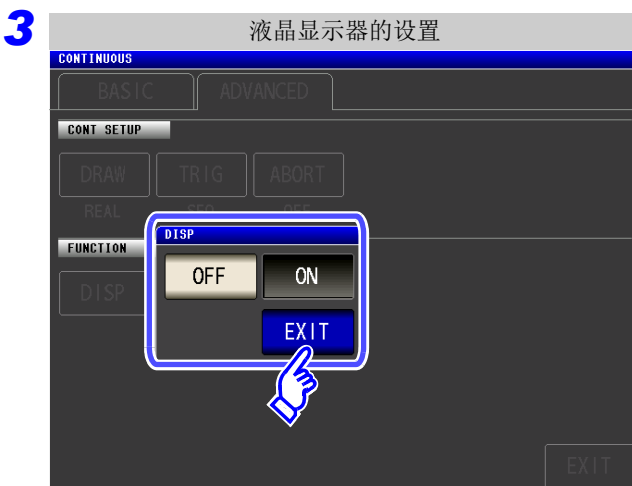 3
液晶显示器的设置
CONTINUOUS
BASIC ADVANCED
CONT SETUP
DRAW TRIG ABORT
REAL SEQ OFF
FUNCTION
DISP
DISP
OFF ON
EXIT
EXIT